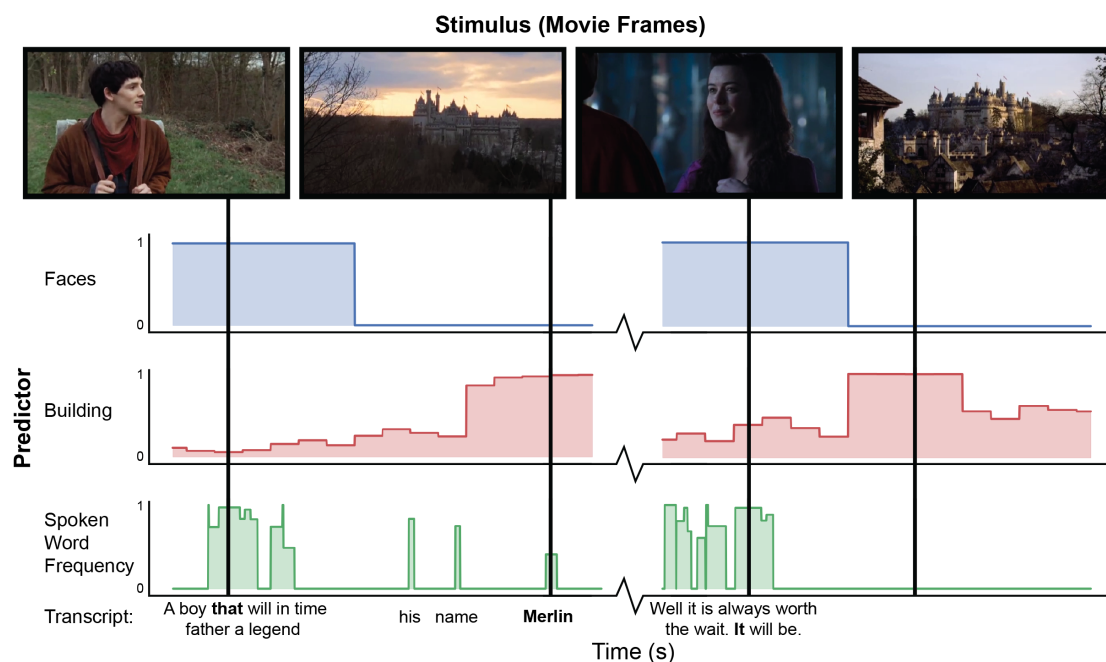 Stimulus (Movie Frames)
Predictor
Faces
1
0
Building
1
0
Spoken
Word
Frequency
1
0
Transcript:
A boy that will in time
father a legend
his name
Merlin
Well it is always worth
the wait. It will be.
Time (s)